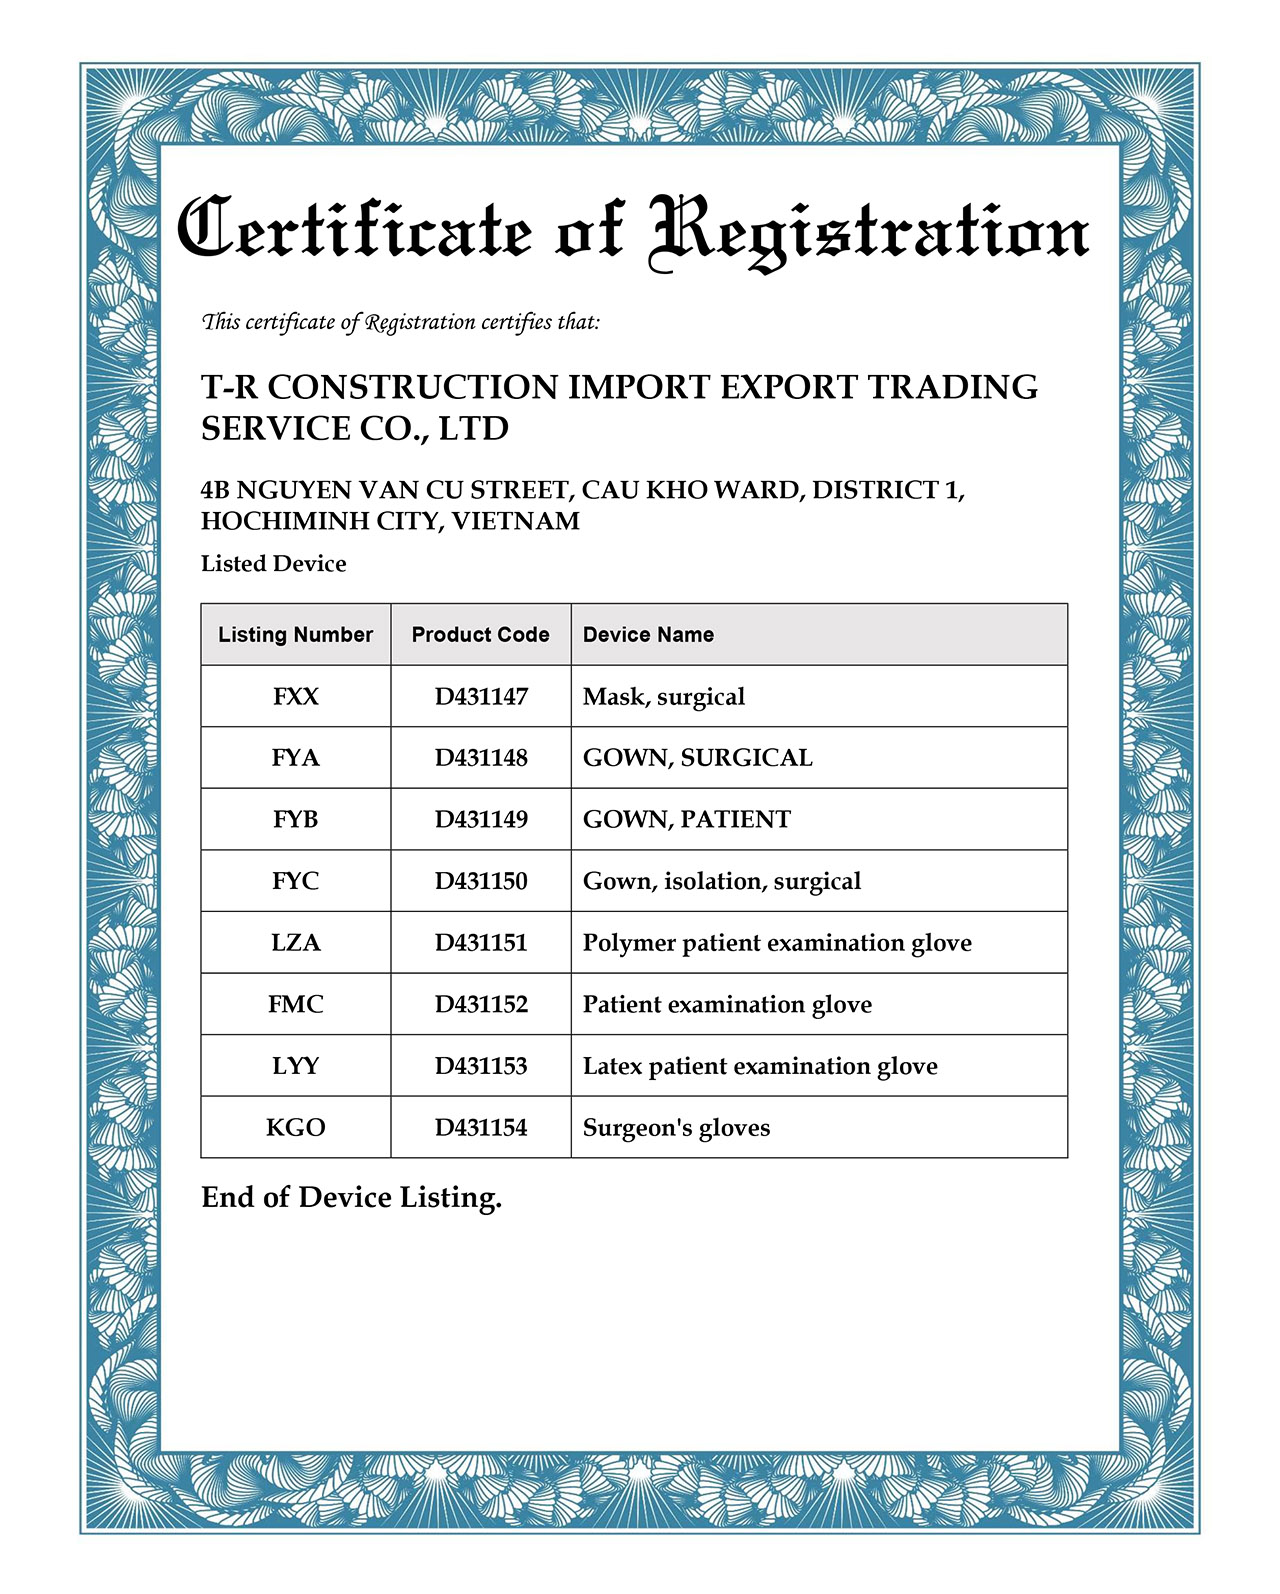 Certificate of Registration
This certificate of Registration certifies that:
T-R CONSTRUCTION IMPORT EXPORT TRADING
SERVICE CO., LTD
4B NGUYEN VAN CU STREET, CAU KHO WARD, DISTRICT 1,
HOCHIMINH CITY, VIETNAM
Listed Device
Listing Number Product Code Device Name
FXX D431147 Mask, surgical
FYA D431148 GOWN, SURGICAL
FYB D431149 GOWN, PATIENT
FYC D431150 Gown, isolation, surgical
LZA D431151 Polymer patient examination glove
FMC D431152 Patient examination glove
LYY D431153 Latex patient examination glove
KGO D431154 Surgeon's gloves
End of Device Listing.